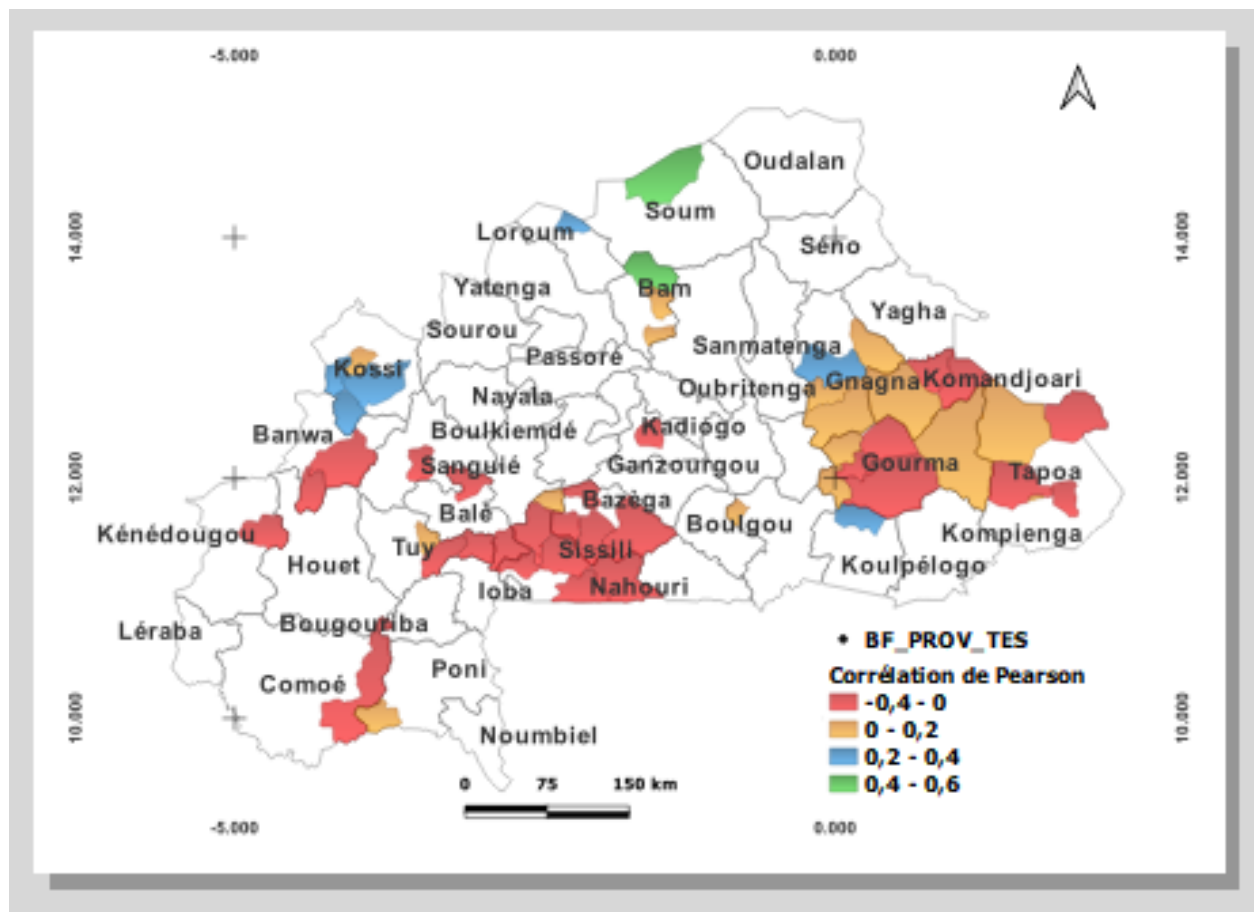 -5.000 0.000
Oudalan
Soum
14.000 Loroum Séno 14.000
Bam
Yatenga
Yagha
Sourou
Sanmatenga
Passoré
Kossi
Gnagna Komandjoari
Oubritenga
Nayala
Kadiogo
Banwa Boulkiemdé
Gourma
Sanguié Ganzourgou
Tapoa
12.000 12.000
Bazèga
Balé
Boulgou
Kénédougou Kompienga
Tuy Sissili
Houet Koulpélogo
Nahouri
Ioba
Léraba Bougouriba
BF_PROV_TES
Poni
Corrélation de Pearson
Comoé
-0,4 - 0
10.000 10.000
0 - 0,2
Noumbiel
0,2 - 0,4
0 75 150 km
0,4 - 0,6
-5.000 0.000